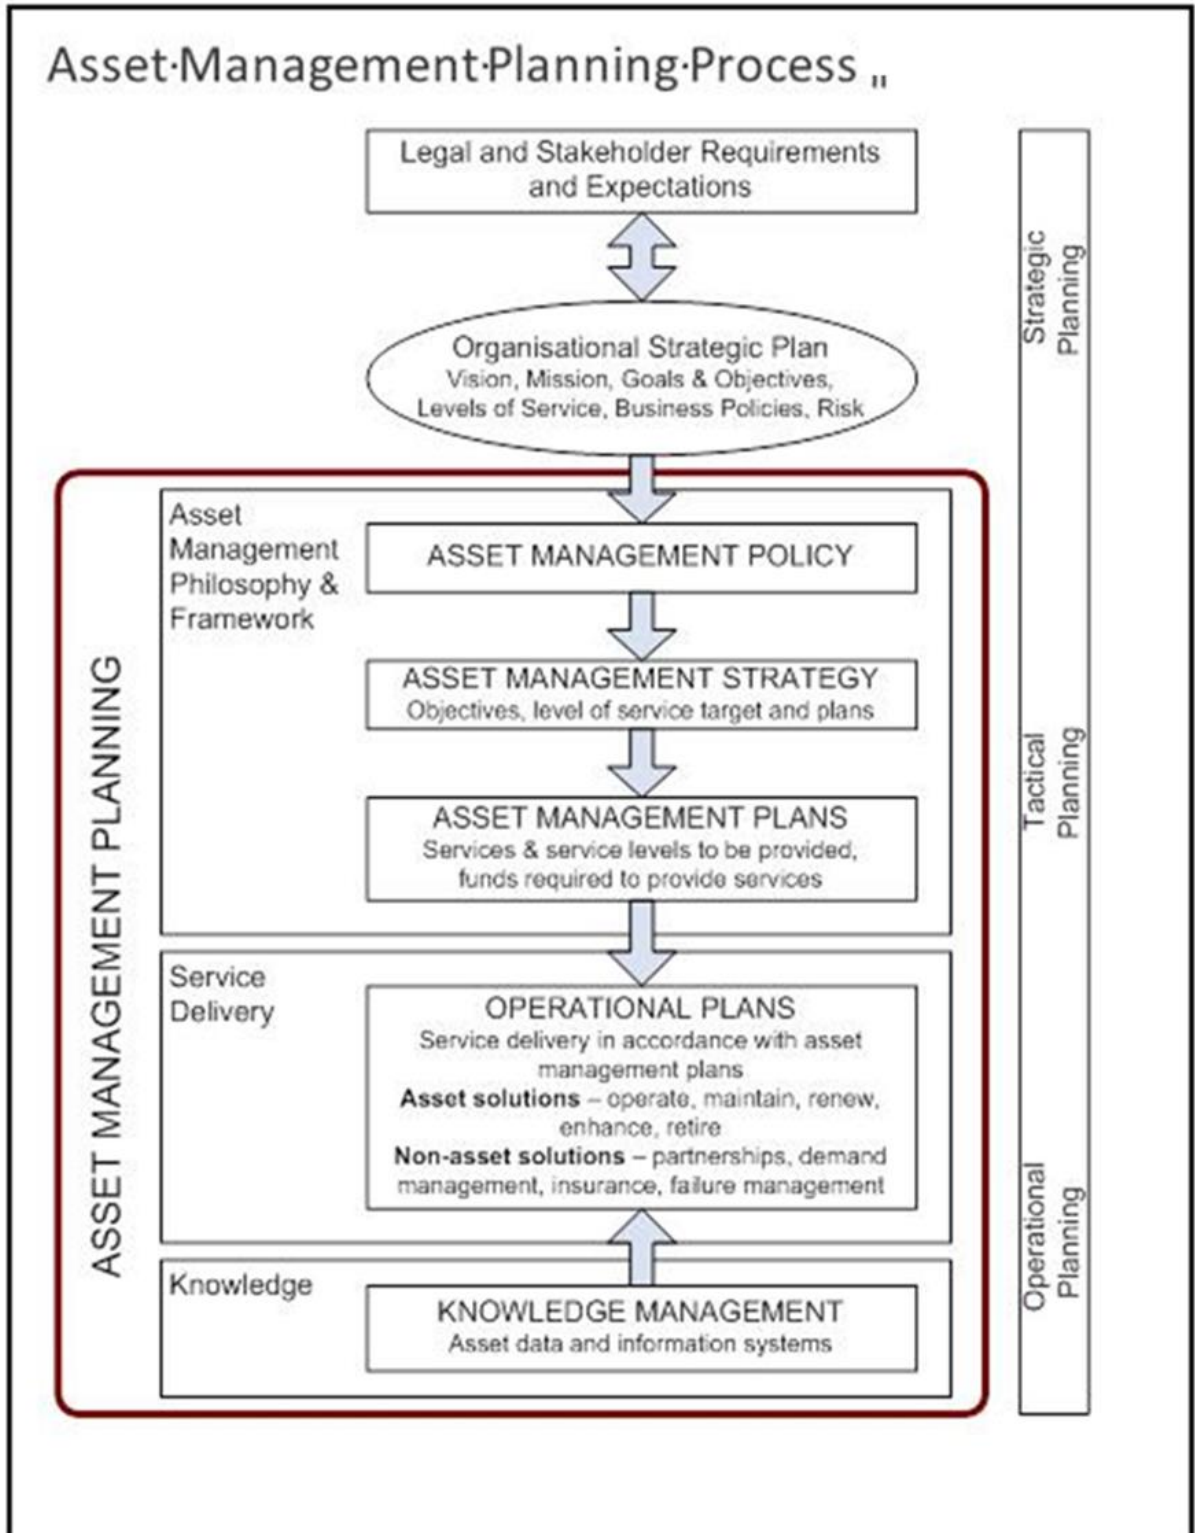 Asset·Management·Planning·Process "
Legal and Stakeholder Requirements
and Expectations
Organisational Strategic Plan
Vision, Mission, Goals & Objectives,
Levels of Service, Business Policies, Risk
Asset
Management
Philosophy &
Framework
ASSET MANAGEMENT POLICY
ASSET MANAGEMENT STRATEGY
Objectives, level of service target and plans
ASSET MANAGEMENT PLANS
Services & service levels to be provided,
funds required to provide services
Service
Delivery
OPERATIONAL PLANS
Service delivery in accordance with asset
management plans
Asset solutions – operate, maintain, renew,
enhance, retire
Non-asset solutions – partnerships, demand
management, insurance, failure management
Knowledge
KNOWLEDGE MANAGEMENT
Asset data and information systems
ASSET MANAGEMENT PLANNING
Strategic
Planning
Tactical
Planning
Operational
Planning